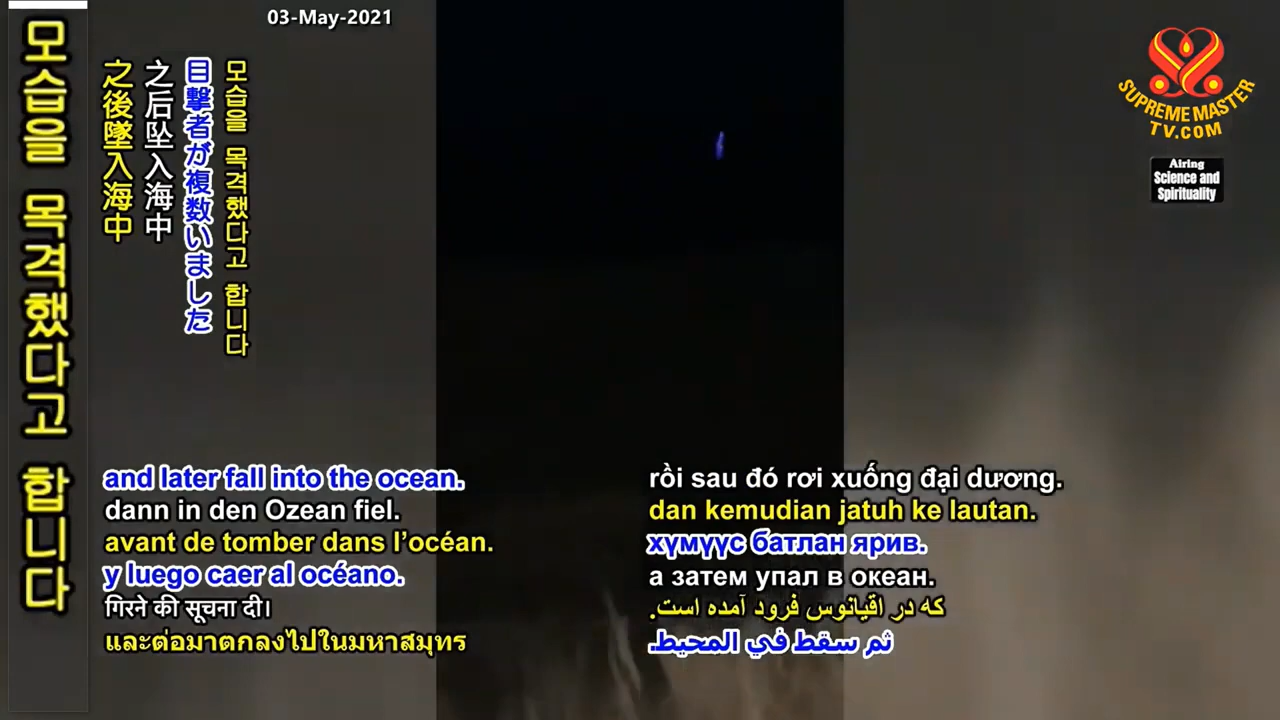 03-May-2021
모습을 목격했다고 합니다
之後墜入海中
之后坠入海中
目撃者が複数いました
모습을 목격했다고 합니다
SUPREME MASTER
TV.COM
Airing
Science and
Spirituality
and later fall into the ocean.
dann in den Ozean fiel.
avant de tomber dans l’océan.
y luego caer al océano.
गिरने की सूचना दी।
และต่อมาตกลงไปในมหาสมุทร
rồi sau đó rơi xuống đại dương.
dan kemudian jatuh ke lautan.
хүмүүс батлан ярив.
а затем упал в океан.
که در اقیانوس فرود آمده است.
ثم سقط في المحيط.